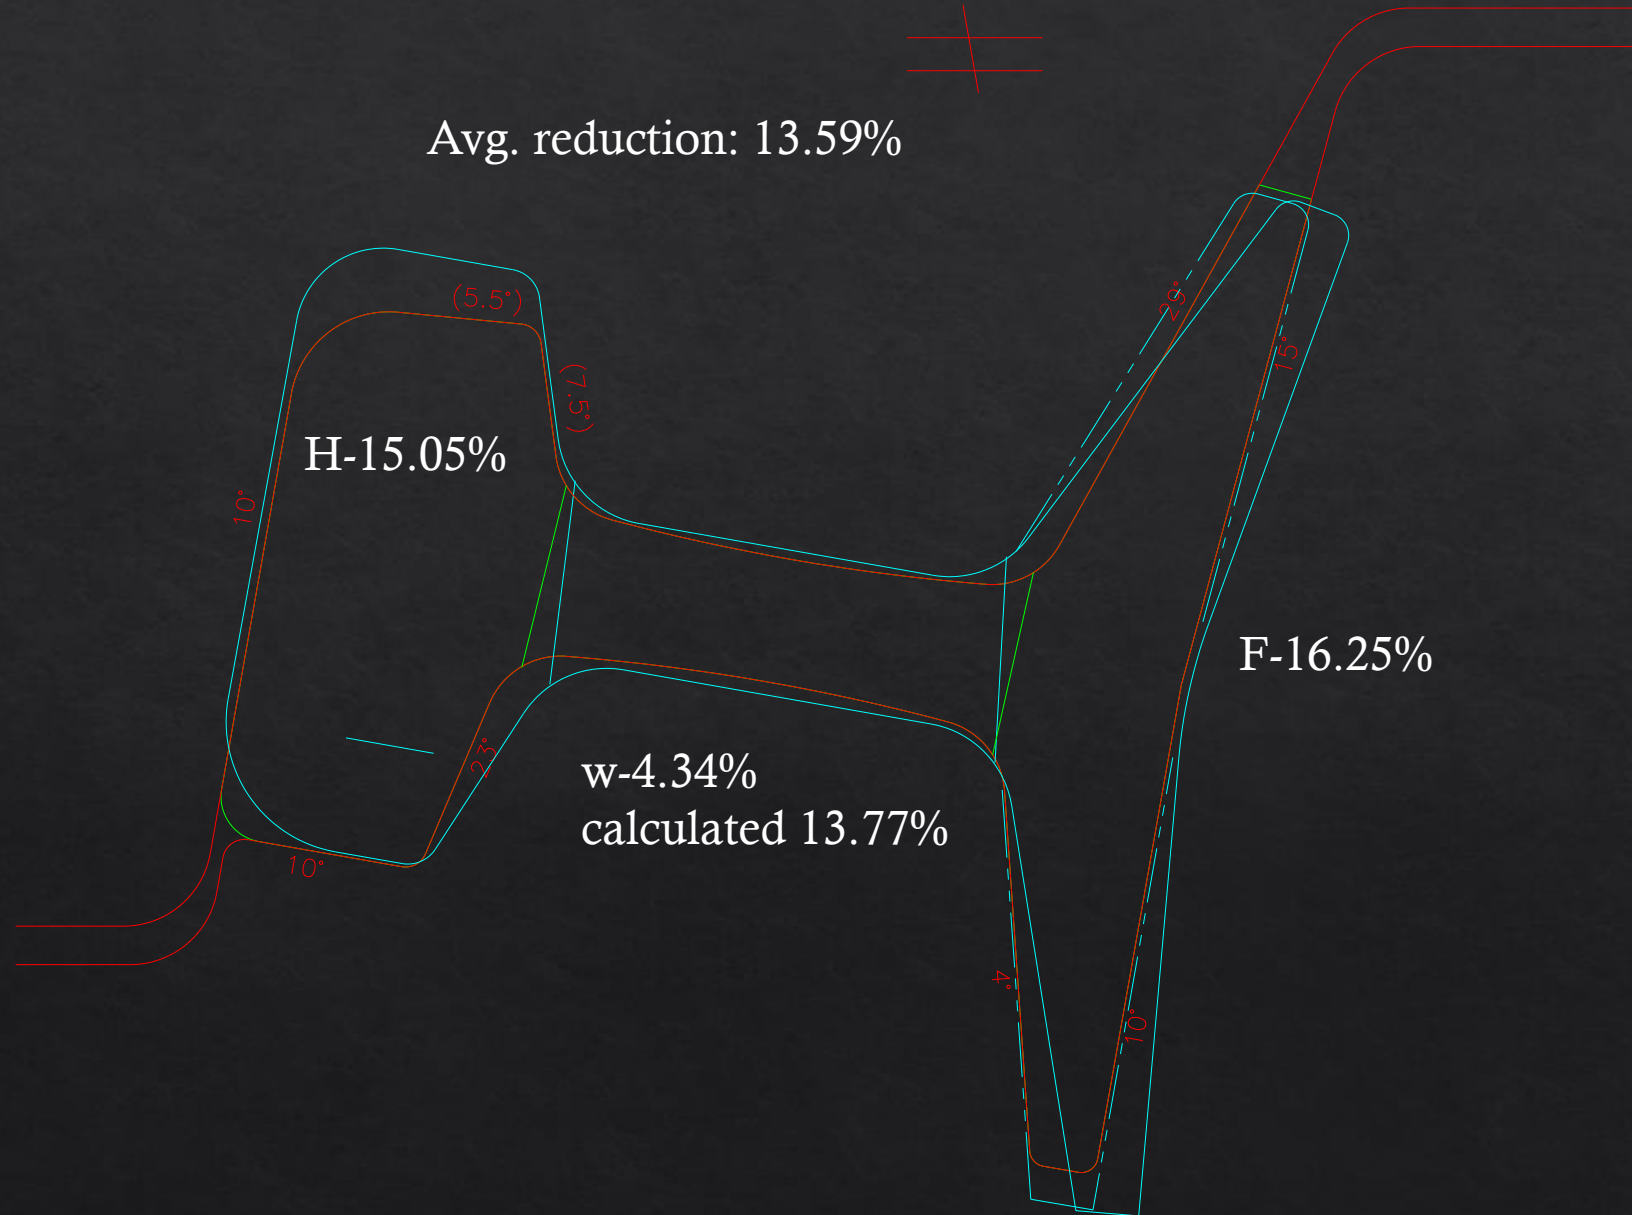 Avg. reduction: 13.59%
(5.5°)
29°
15°
(7.5°)
H-15.05%
10°
F-16.25%
23°
w-4.34%
calculated 13.77%
10°
4°
10°